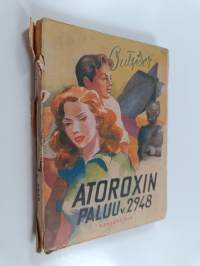 Outsider
ATOROXIN
PALUU v. 2948